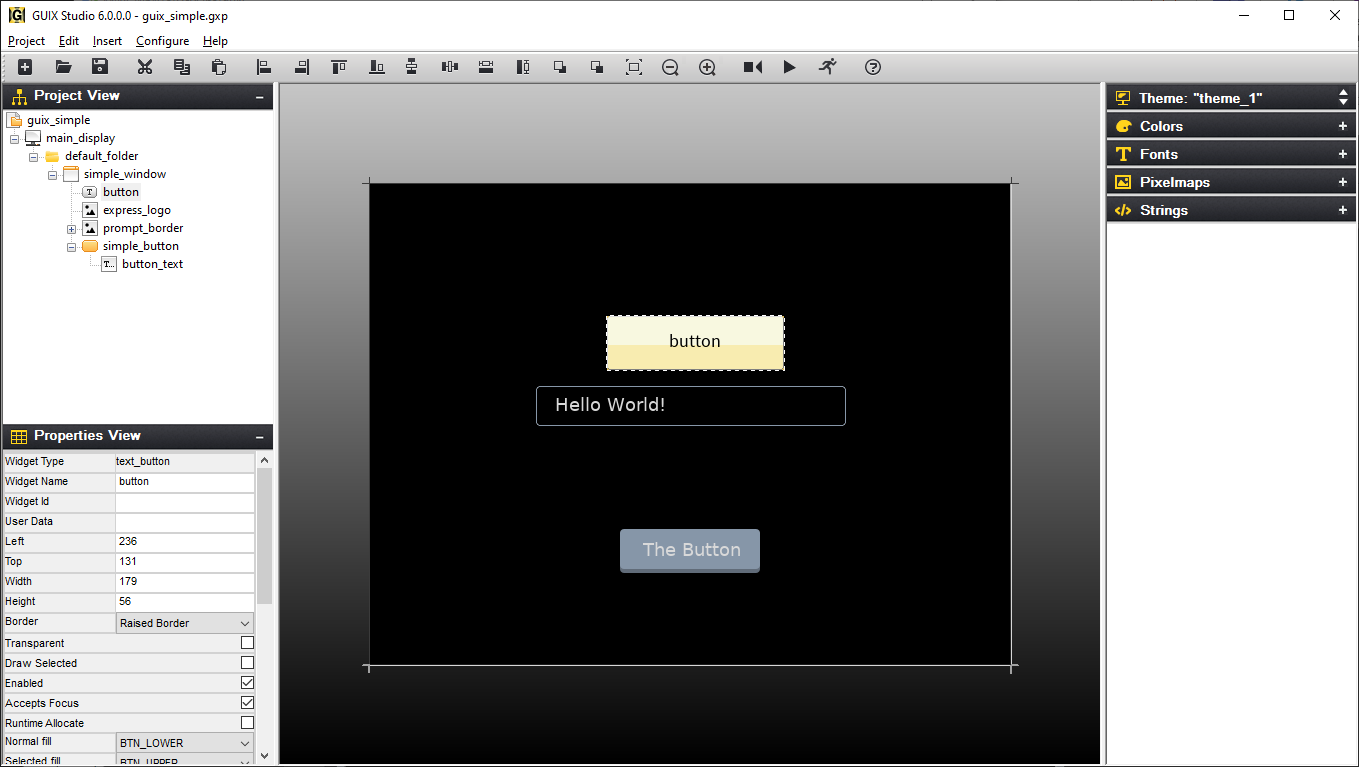 GUIX Studio 6.0.0.0 - guix_simple.gxp
Project Edit Insert Configure Help
Project View
guix_simple
main_display
default_folder
simple_window
button
express_logo
prompt_border
simple_button
button_text
Properties View
Widget Type text_button
Widget Name button
Widget Id
User Data
Left 236
Top 131
Width 179
Height 56
Border Raised Border
Transparent
Draw Selected
Enabled
Accepts Focus
Runtime Allocate
Normal fill BTN_LOWER
Selected fill BTN_UPPER
button
Hello World!
The Button
Theme: "theme_1"
Colors +
Fonts +
Pixelmaps +
Strings +